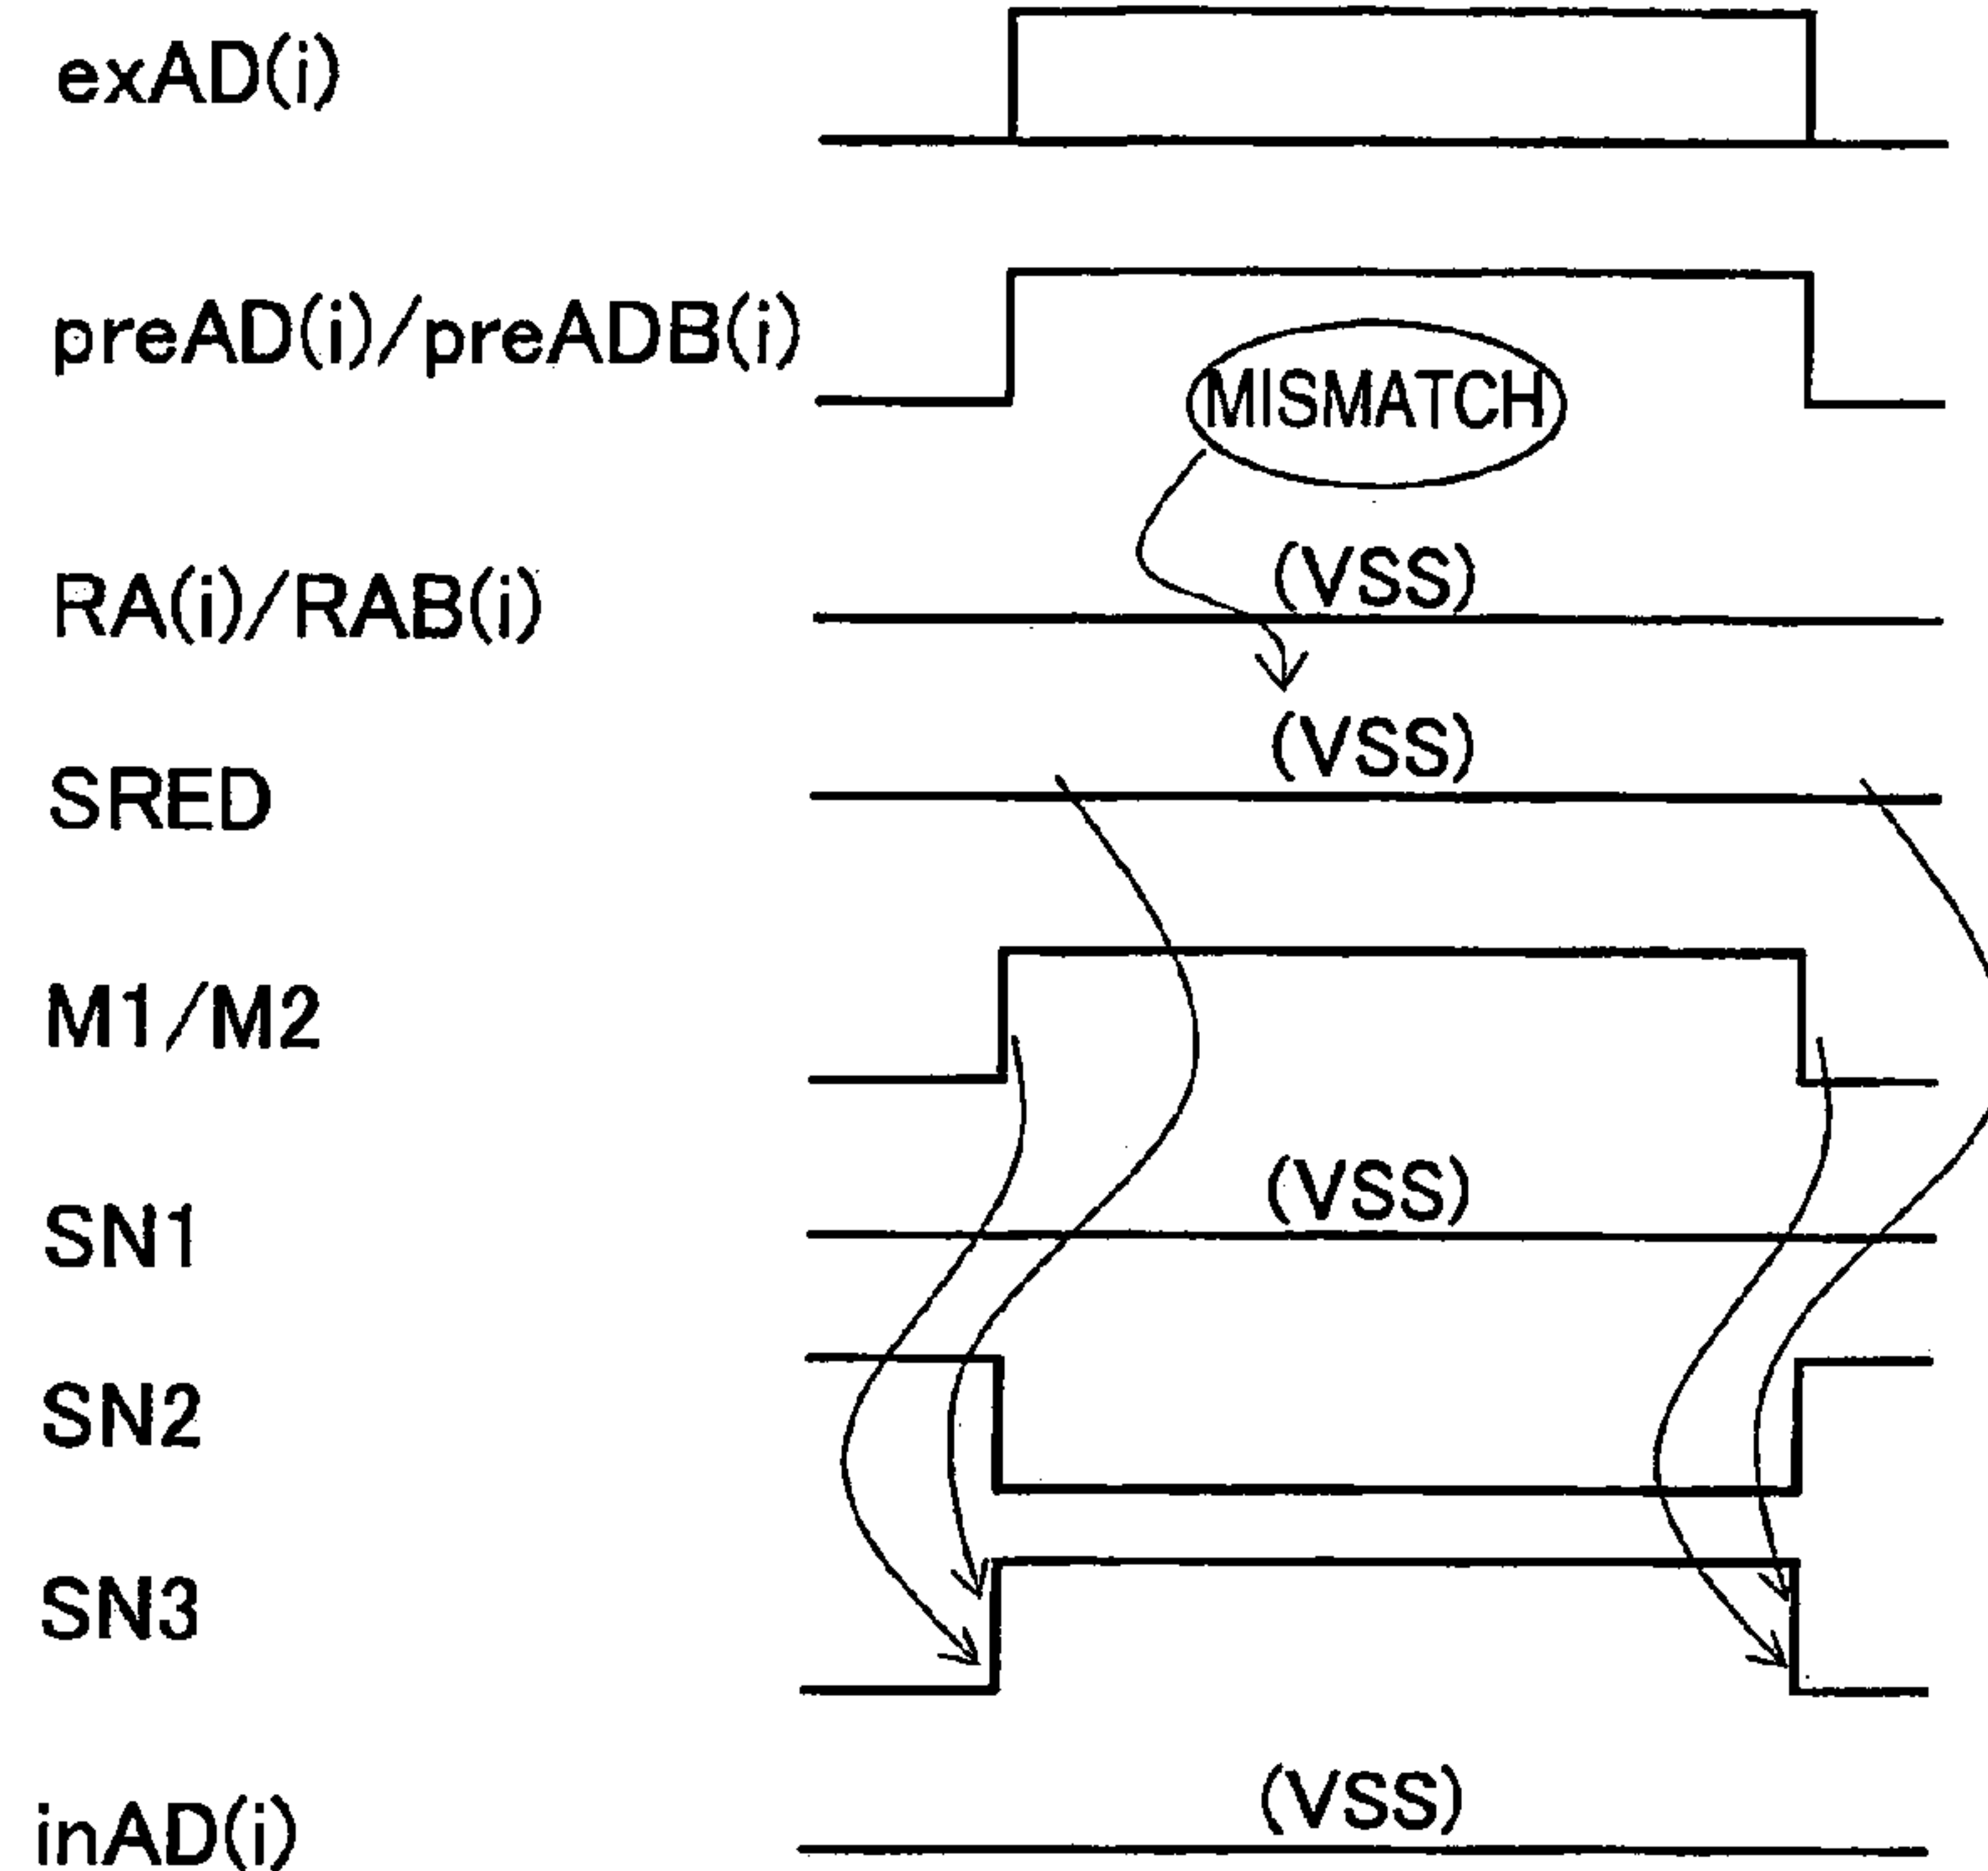 exAD(i)
preAD(i)/preADB(i)
MISMATCH
RA(i)/RAB(i)
(VSS)
SRED
(VSS)
M1/M2
SN1
(VSS)
SN2
SN3
inAD(i)
(VSS)